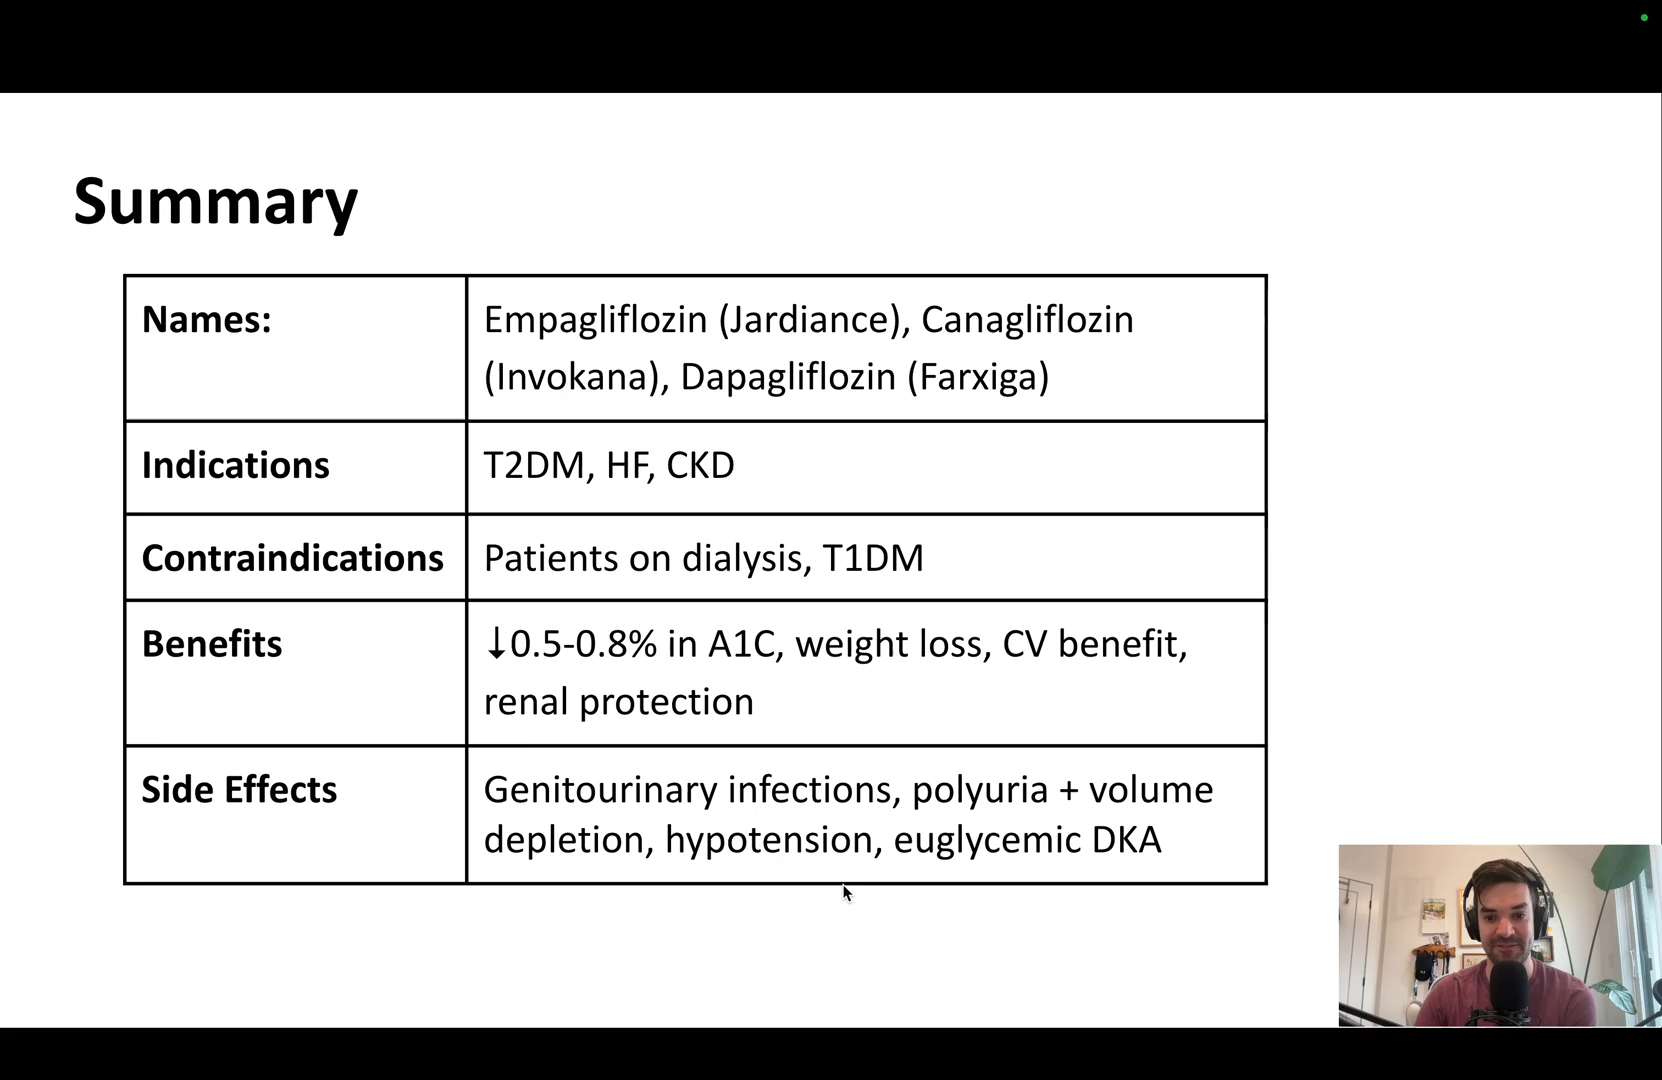 Summary
Names:
Empagliflozin (Jardiance), Canagliflozin
(Invokana), Dapagliflozin (Farxiga)
Indications
T2DM, HF, CKD
Contraindications
Patients on dialysis, T1DM
Benefits
↓0.5-0.8% in A1C, weight loss, CV benefit,
renal protection
Side Effects
Genitourinary infections, polyuria + volume
depletion, hypotension, euglycemic DKA